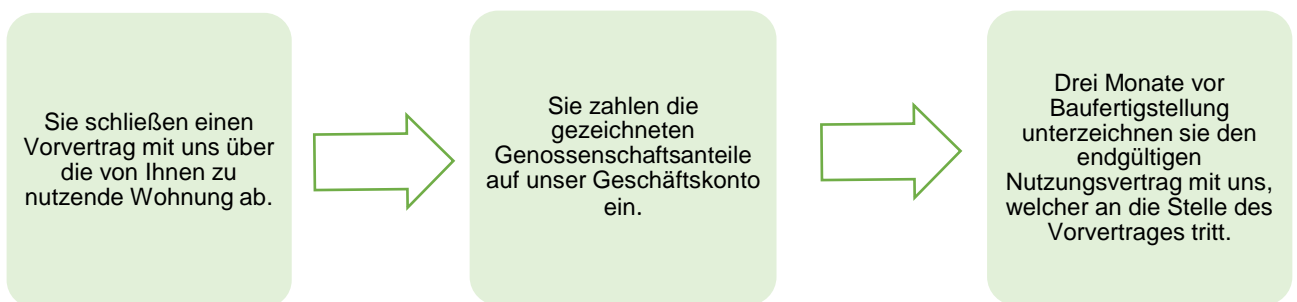 Sie schließen einen
Vorvertrag mit uns über
die von Ihnen zu
nutzende Wohnung ab.
Sie zahlen die
gezeichneten
Genossenschaftsanteile
auf unser Geschäftskonto
ein.
Drei Monate vor
Baufertigstellung
unterzeichnen sie den
endgültigen
Nutzungsvertrag mit uns,
welcher an die Stelle des
Vorvertrages tritt.